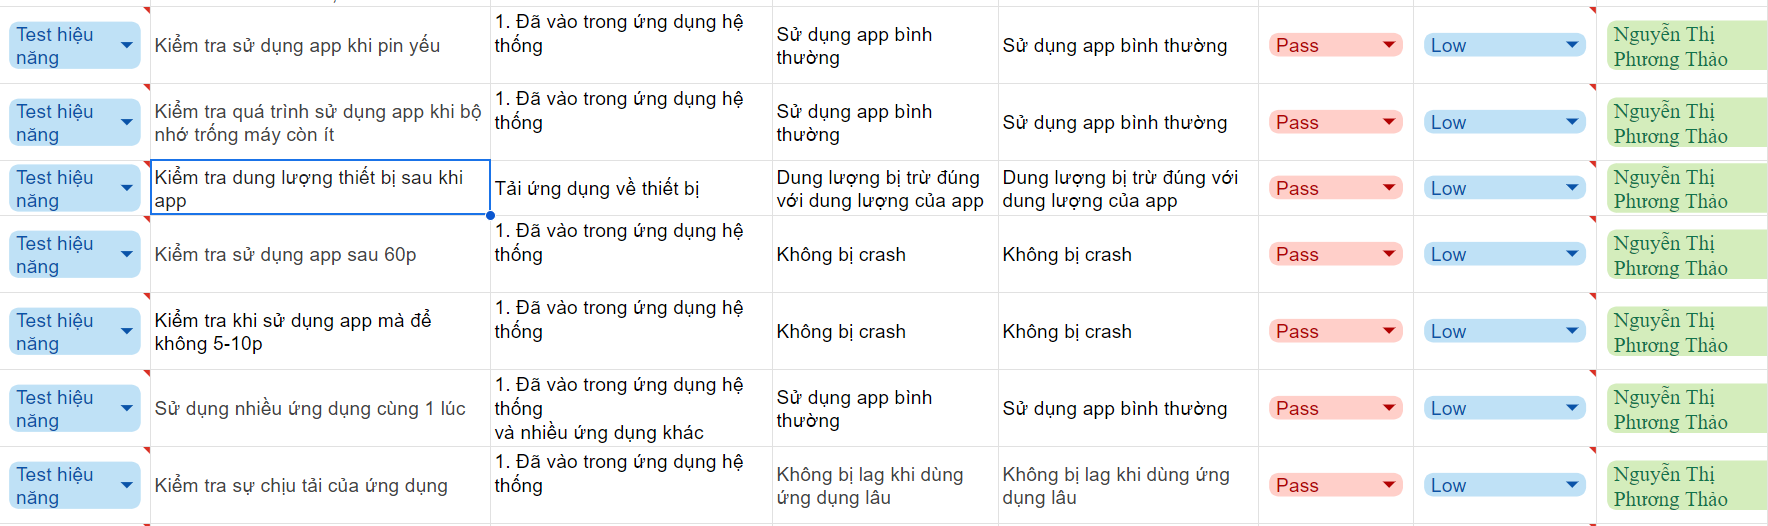 Test hiệu
năng
Kiểm tra sử dụng app khi pin yếu
1. Đã vào trong ứng dụng hệ
thống
Sử dụng app bình
thường
Sử dụng app bình thường
Pass
Low
Nguyễn Thị
Phương Thảo
Test hiệu
năng
Kiểm tra quá trình sử dụng app khi bộ
nhớ trống máy còn ít
1. Đã vào trong ứng dụng hệ
thống
Sử dụng app bình
thường
Sử dụng app bình thường
Pass
Low
Nguyễn Thị
Phương Thảo
Test hiệu
năng
Kiểm tra dung lượng thiết bị sau khi
app
Tải ứng dụng về thiết bị
Dung lượng bị trừ đúng
với dung lượng của app
Dung lượng bị trừ đúng với
dung lượng của app
Pass
Low
Nguyễn Thị
Phương Thảo
Test hiệu
năng
Kiểm tra sử dụng app sau 60p
1. Đã vào trong ứng dụng hệ
thống
Không bị crash
Không bị crash
Pass
Low
Nguyễn Thị
Phương Thảo
Test hiệu
năng
Kiểm tra khi sử dụng app mà để
không 5-10p
1. Đã vào trong ứng dụng hệ
thống
Không bị crash
Không bị crash
Pass
Low
Nguyễn Thị
Phương Thảo
Test hiệu
năng
Sử dụng nhiều ứng dụng cùng 1 lúc
1. Đã vào trong ứng dụng hệ
thống
và nhiều ứng dụng khác
Sử dụng app bình
thường
Sử dụng app bình thường
Pass
Low
Nguyễn Thị
Phương Thảo
Test hiệu
năng
Kiểm tra sự chịu tải của ứng dụng
1. Đã vào trong ứng dụng hệ
thống
Không bị lag khi dùng
ứng dụng lâu
Không bị lag khi dùng ứng
dụng lâu
Pass
Low
Nguyễn Thị
Phương Thảo